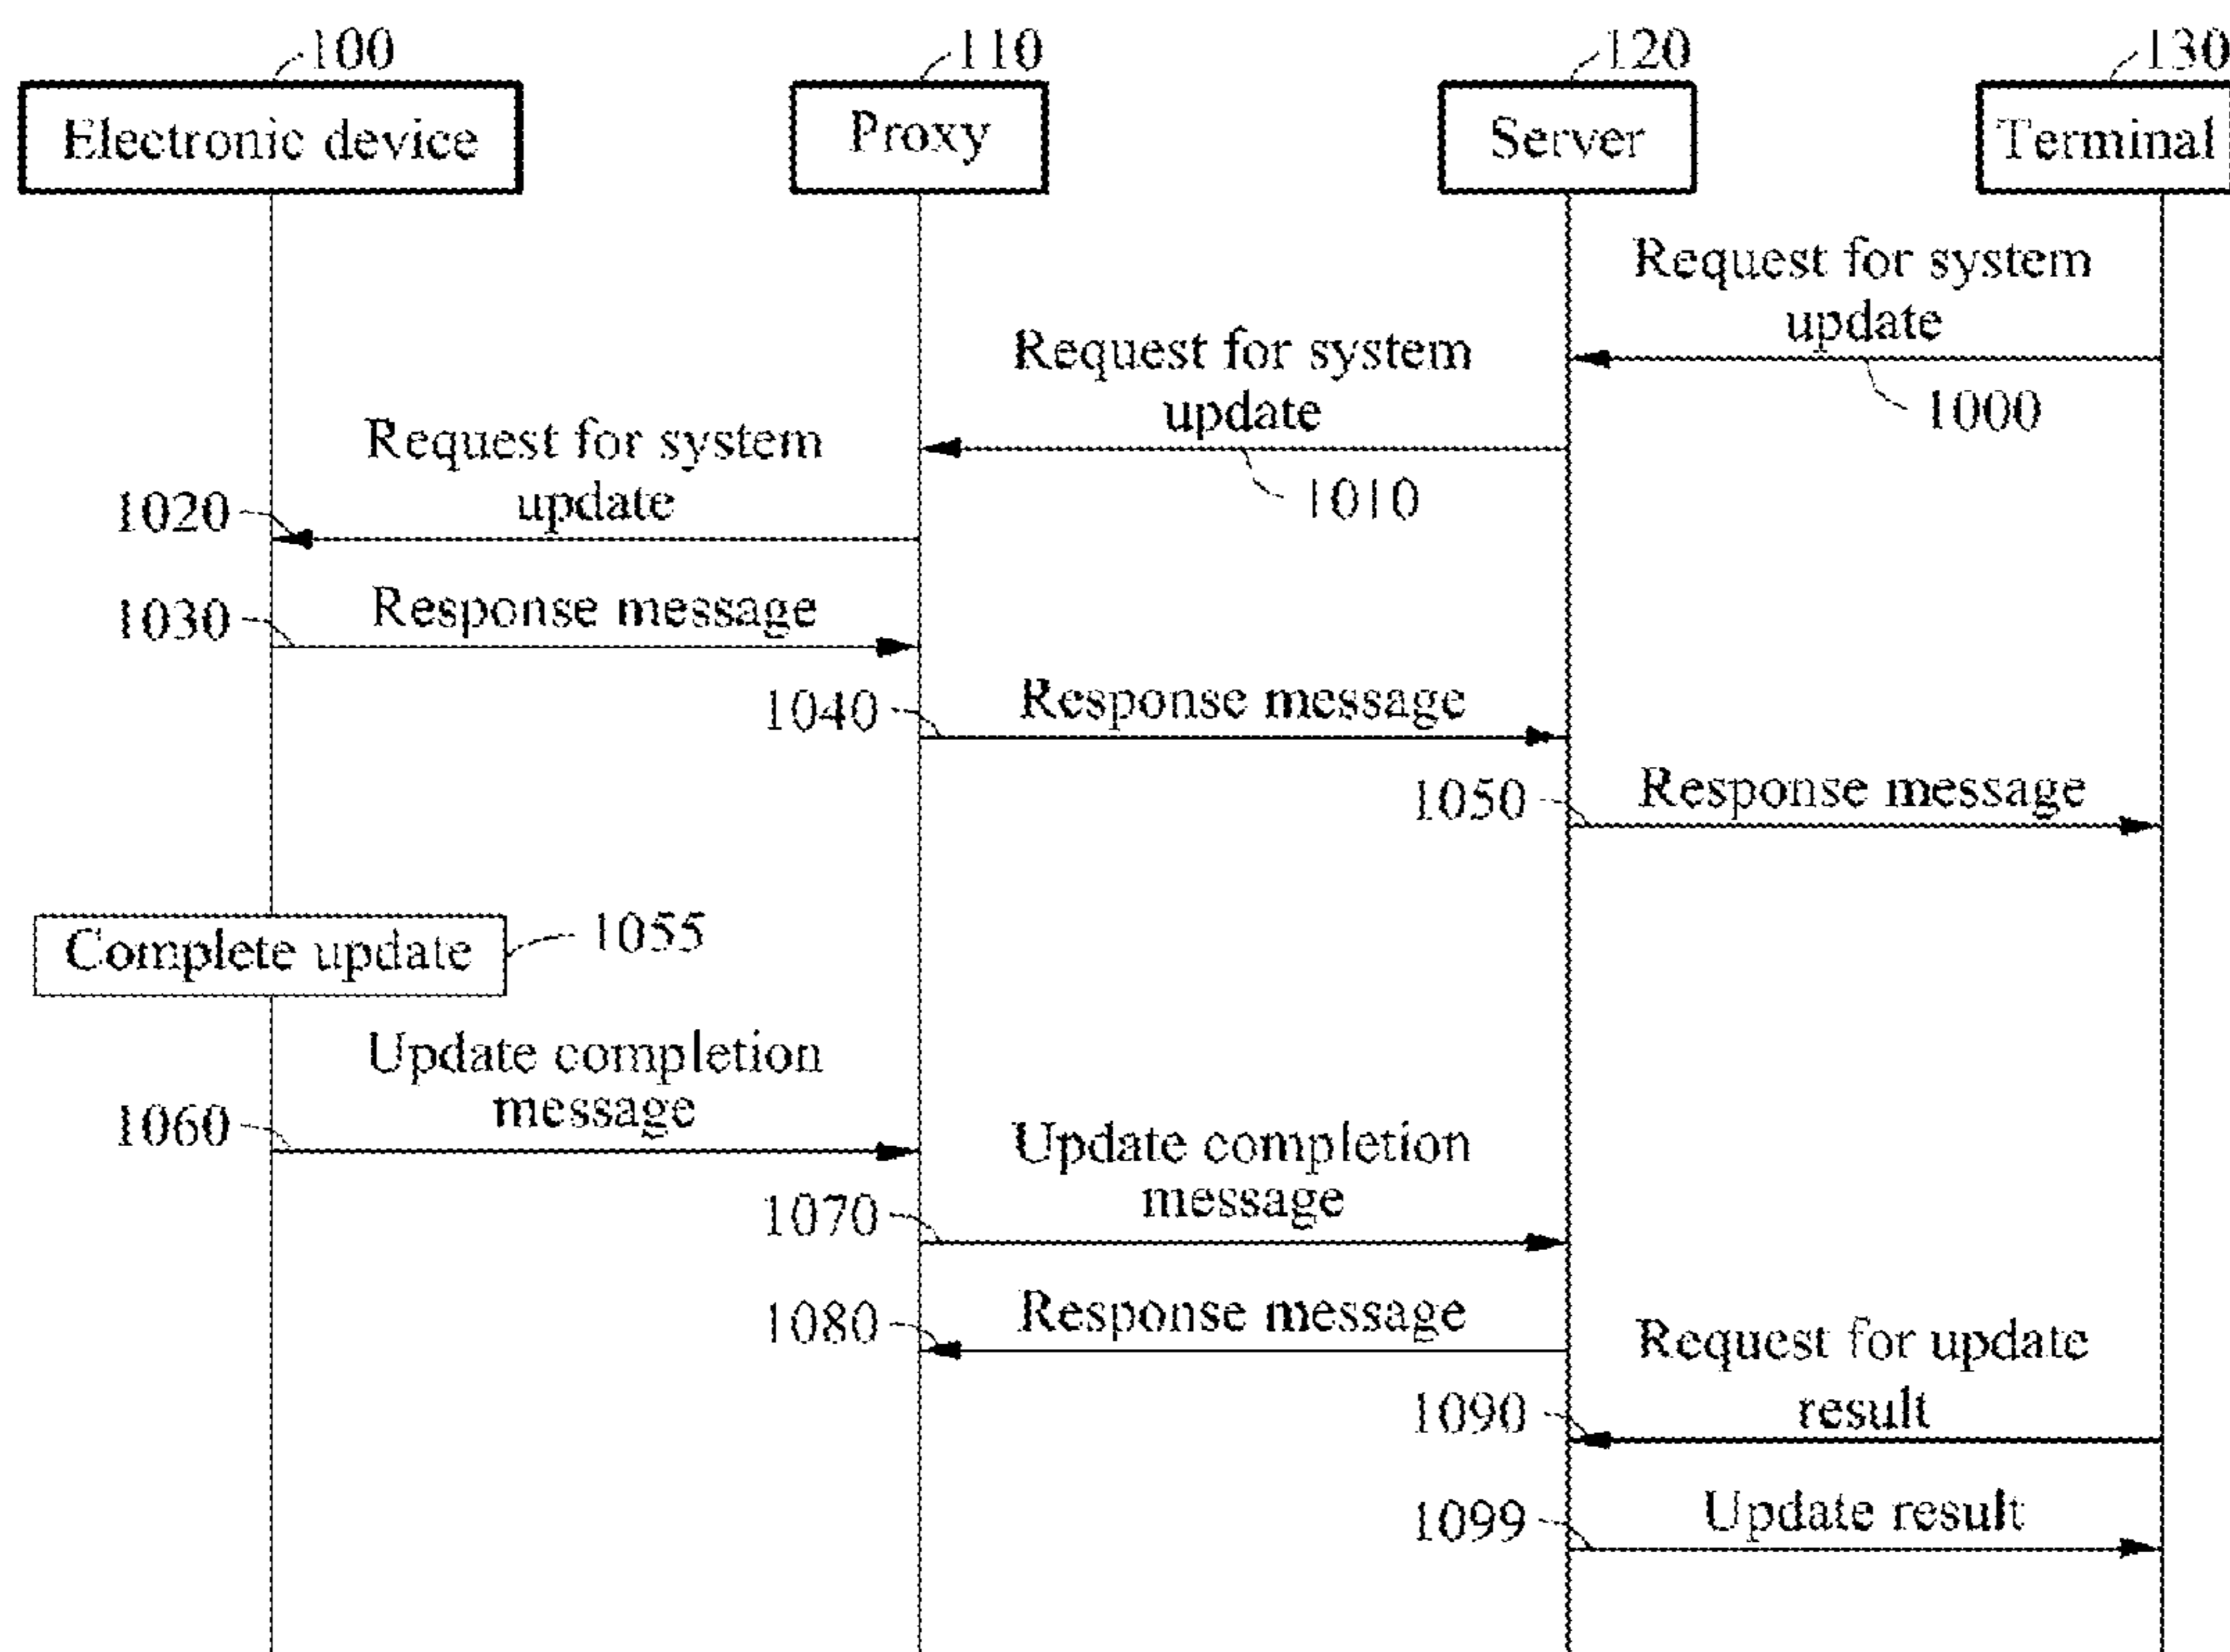 100
110
120
130
Electronic device
Proxy
Server
Terminal
Request for system
update
1000
Request for system
update
1010
Request for system
update
1020
Response message
1030
Response message
1040
Response message
1050
Complete update
1055
Update completion
message
1060
Update completion
message
1070
Response message
1080
Request for update
result
1090
Update result
1099